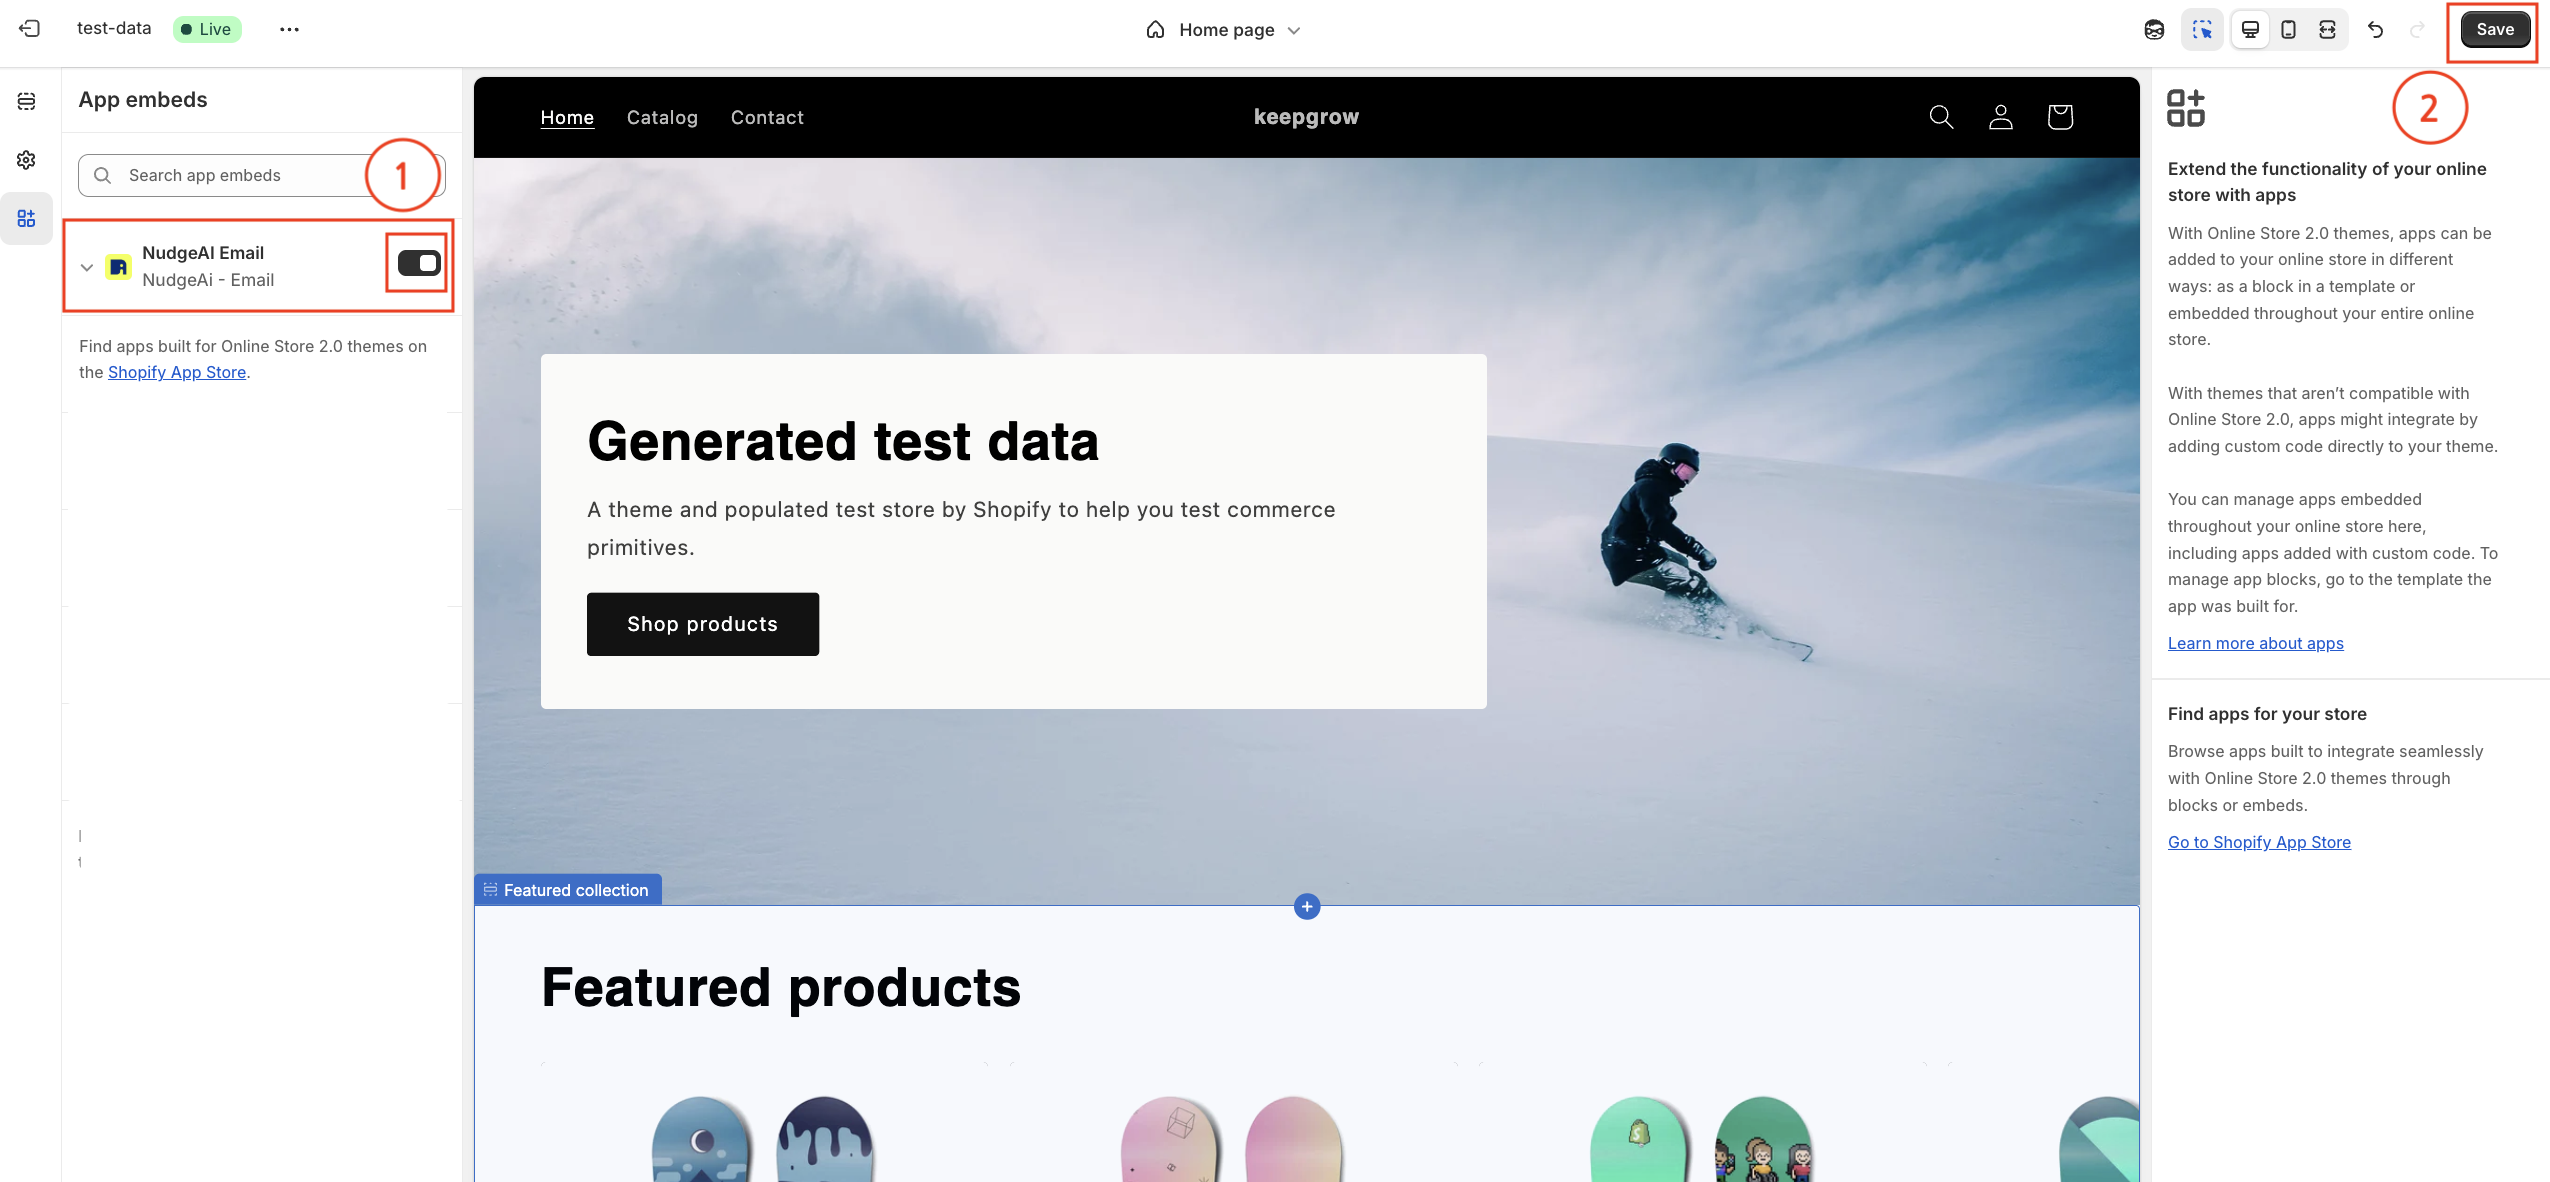 test-data
Live
Home page
Save
App embeds
Search app embeds
1
NudgeAI Email
NudgeAi - Email
Find apps built for Online Store 2.0 themes on
the Shopify App Store.
Home
Catalog
Contact
keepgrow
Generated test data
A theme and populated test store by Shopify to help you test commerce
primitives.
Shop products
Featured collection
Featured products
2
Extend the functionality of your online
store with apps
With Online Store 2.0 themes, apps can be
added to your online store in different
ways: as a block in a template or
embedded throughout your entire online
store.
With themes that aren’t compatible with
Online Store 2.0, apps might integrate by
adding custom code directly to your theme.
You can manage apps embedded
throughout your online store here,
including apps added with custom code. To
manage app blocks, go to the template the
app was built for.
Learn more about apps
Find apps for your store
Browse apps built to integrate seamlessly
with Online Store 2.0 themes through
blocks or embeds.
Go to Shopify App Store